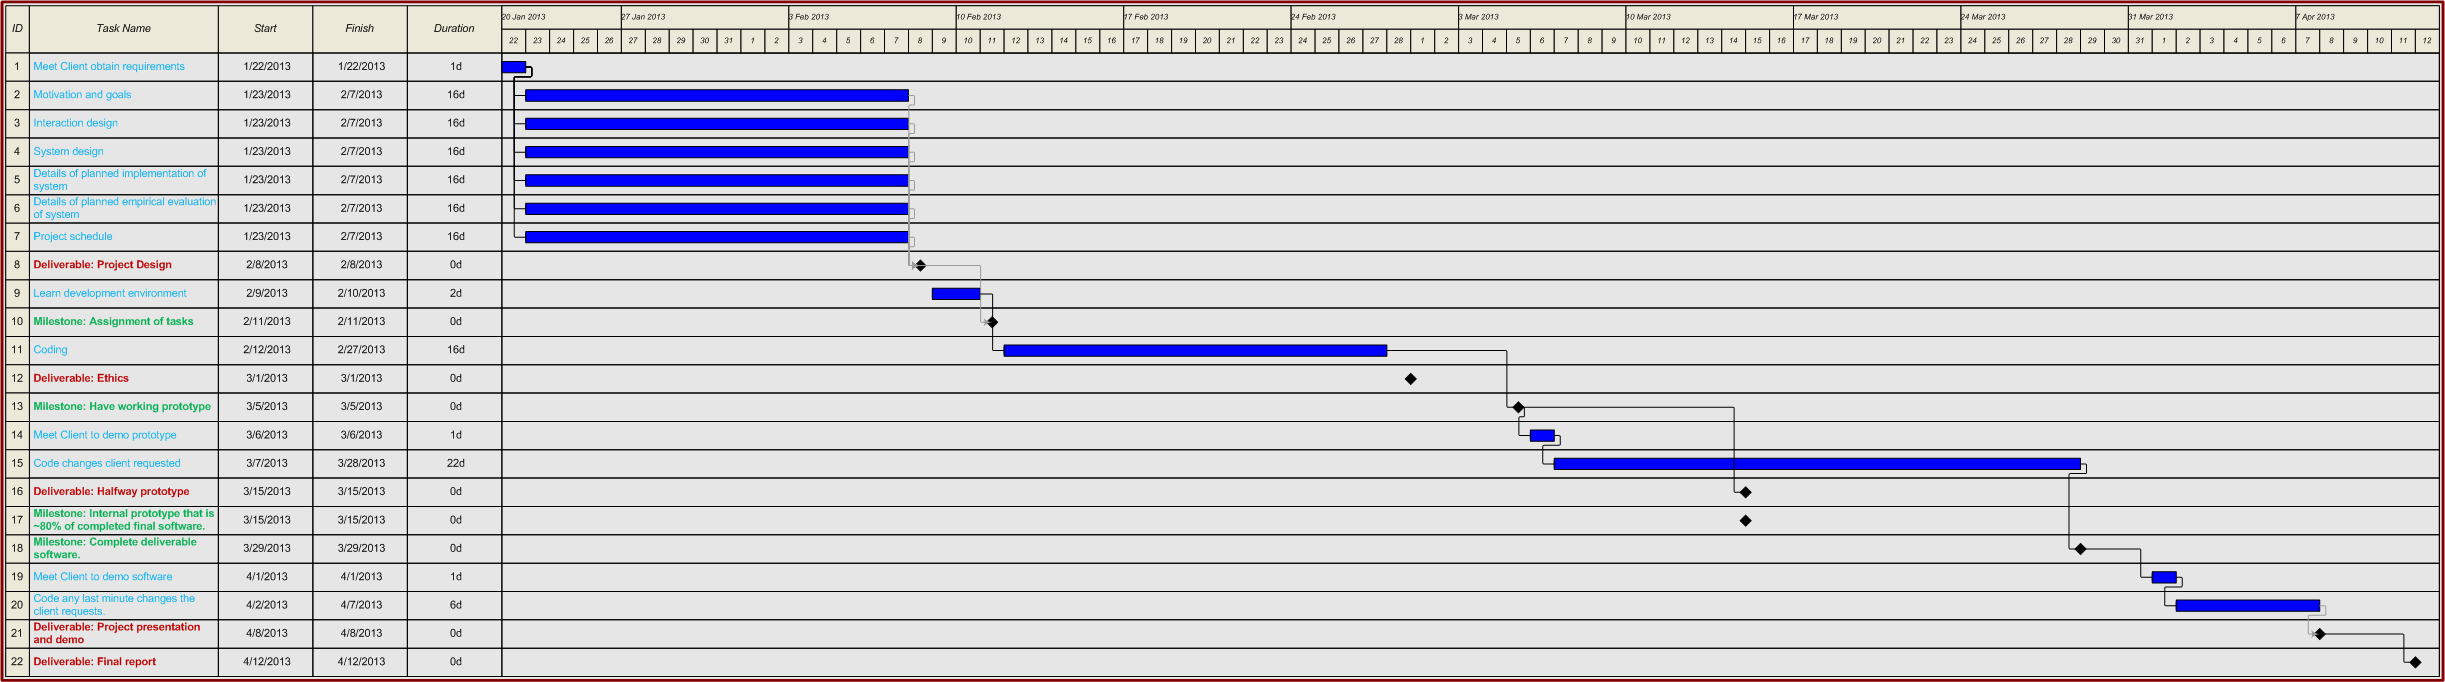 ID Task Name Start Finish Duration 20 Jan 2013 27 Jan 2013 3 Feb 2013 10 Feb 2013 17 Feb 2013 24 Feb 2013 3 Mar 2013 10 Mar 2013 17 Mar 2013 24 Mar 2013 31 Mar 2013 7 Apr 2013
22 23 24 25 26 27 28 29 30 31 1 2 3 4 5 6 7 8 9 10 11 12 13 14 15 16 17 18 19 20 21 22 23 24 25 26 27 28 1 2 3 4 5 6 7 8 9 10 11 12 13 14 15 16 17 18 19 20 21 22 23 24 25 26 27 28 29 30 31 1 2 3 4 5 6 7 8 9 10 11 12
1 Meet Client obtain requirements 1/22/2013 1/22/2013 1d
2 Motivation and goals 1/23/2013 2/7/2013 16d
3 Interaction design 1/23/2013 2/7/2013 16d
4 System design 1/23/2013 2/7/2013 16d
5 Details of planned implementation of
system 1/23/2013 2/7/2013 16d
6 Details of planned empirical evaluation
of system 1/23/2013 2/7/2013 16d
7 Project schedule 1/23/2013 2/7/2013 16d
8 Deliverable: Project Design 2/8/2013 2/8/2013 0d
9 Learn development environment 2/9/2013 2/10/2013 2d
10 Milestone: Assignment of tasks 2/11/2013 2/11/2013 0d
11 Coding 2/12/2013 2/27/2013 16d
12 Deliverable: Ethics 3/1/2013 3/1/2013 0d
13 Milestone: Have working prototype 3/5/2013 3/5/2013 0d
14 Meet Client to demo prototype 3/6/2013 3/6/2013 1d
15 Code changes client requested 3/7/2013 3/28/2013 22d
16 Deliverable: Halfway prototype 3/15/2013 3/15/2013 0d
17 Milestone: Internal prototype that is
~80% of completed final software. 3/15/2013 3/15/2013 0d
18 Milestone: Complete deliverable
software. 3/29/2013 3/29/2013 0d
19 Meet Client to demo software 4/1/2013 4/1/2013 1d
20 Code any last minute changes the
client requests. 4/2/2013 4/7/2013 6d
21 Deliverable: Project presentation
and demo 4/8/2013 4/8/2013 0d
22 Deliverable: Final report 4/12/2013 4/12/2013 0d